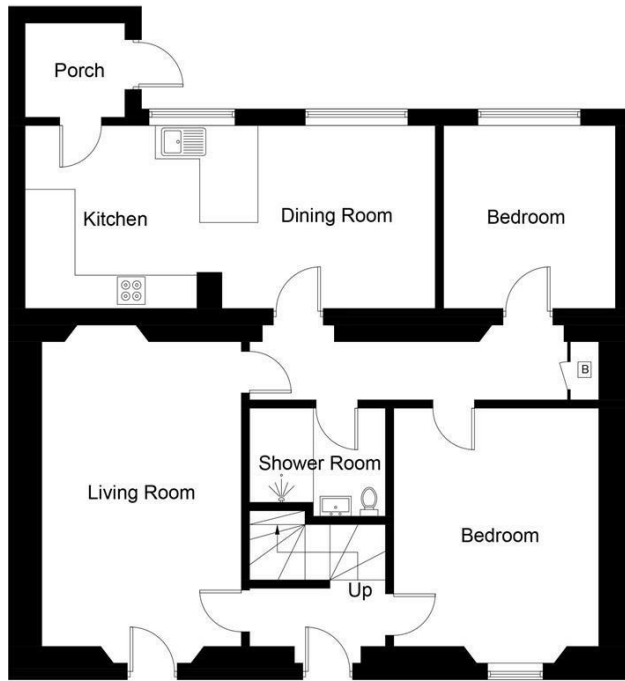 Porch
Kitchen
Dining Room
Bedroom
B
Living Room
Shower Room
Bedroom
Up